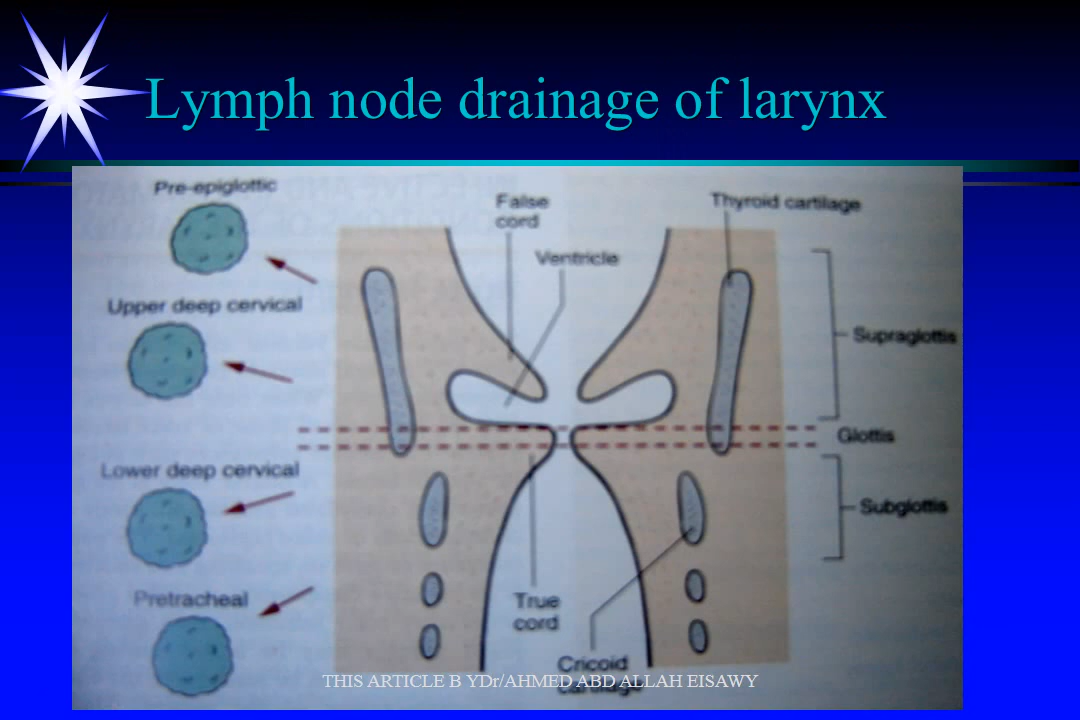 Lymph node drainage of larynx
Pre-epiglottic
False
cord
Thyroid cartilage
Ventricle
Upper deep cervical
Supraglottis
Glottis
Lower deep cervical
Subglottis
Pretracheal
True
cord
Cricoid
cartilage
THIS ARTICLE B YDr/AHMED ABD ALLAH EISAWY